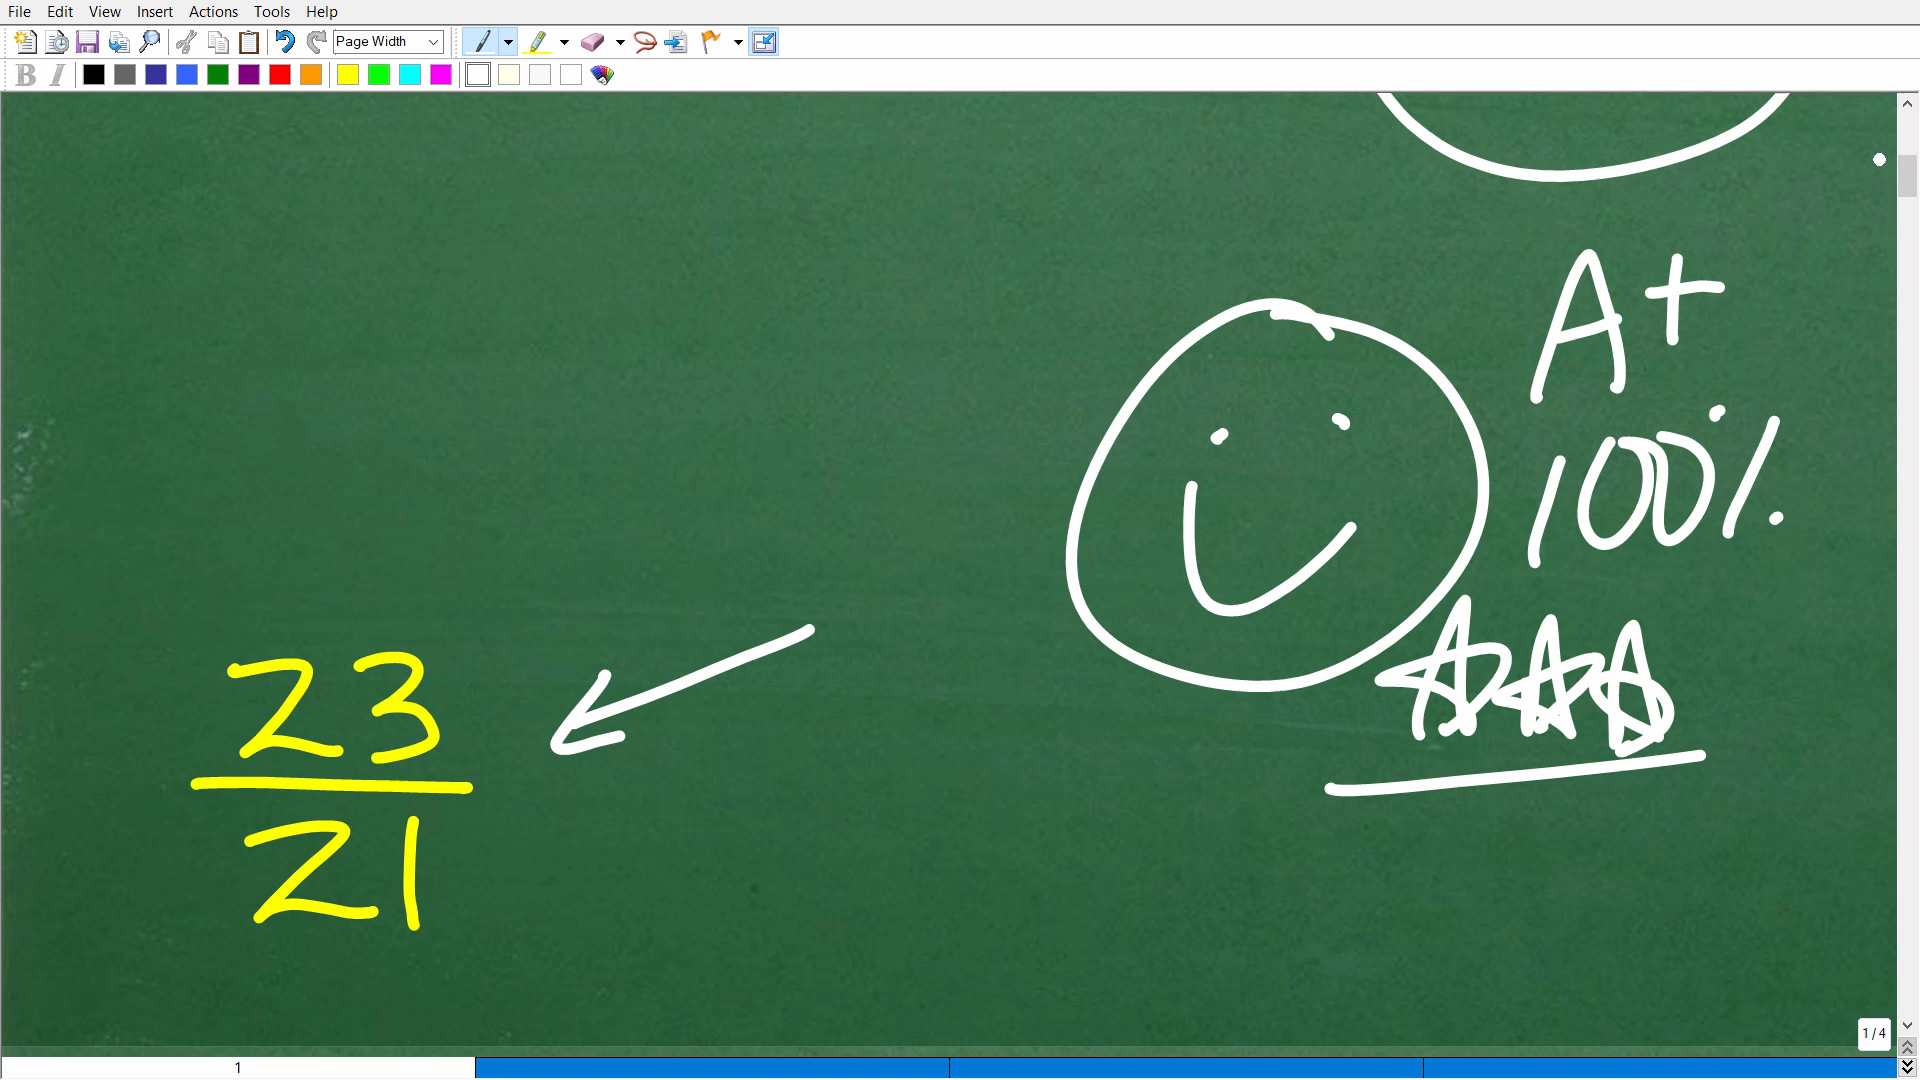 File Edit View Insert Actions Tools Help
Page Width
B I
A+
100%
23
21
1 / 4
1